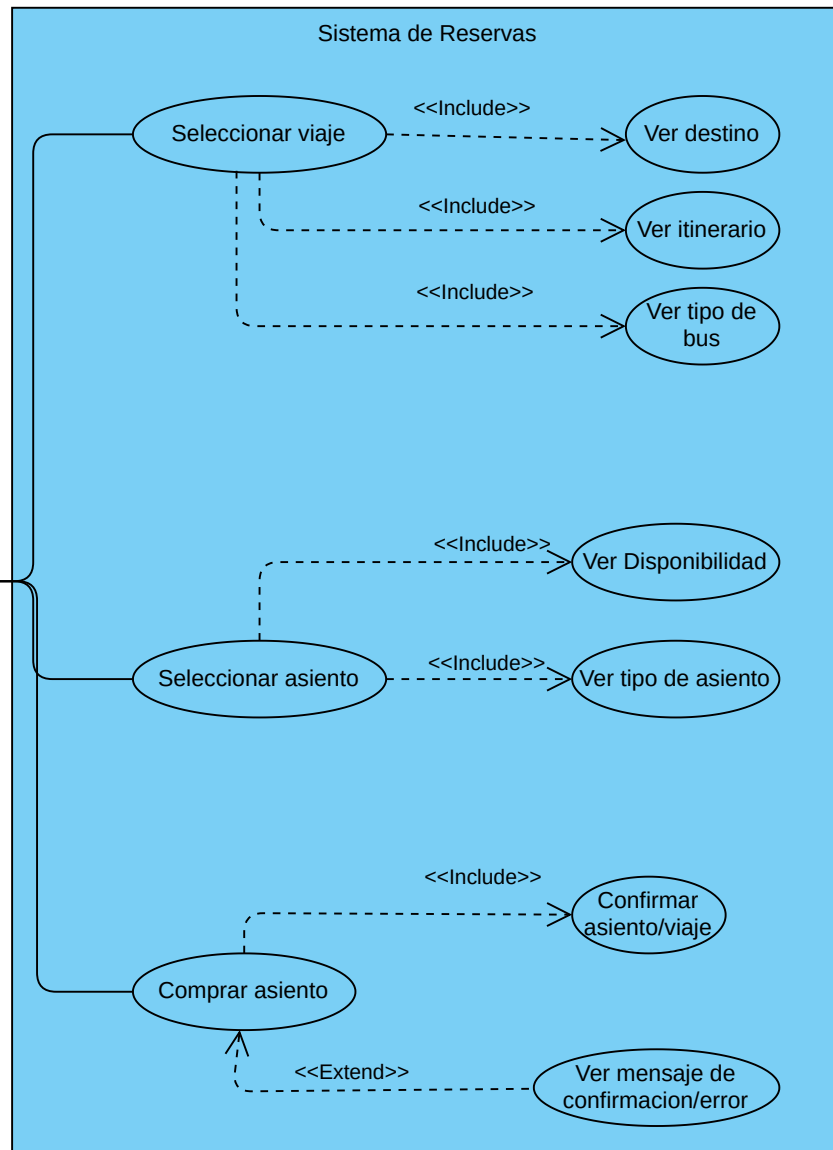 Sistema de Reservas
<<Include>>
Seleccionar viaje
Ver destino
<<Include>>
Ver itinerario
<<Include>>
Ver tipo de
bus
<<Include>>
Ver Disponibilidad
<<Include>>
Seleccionar asiento
Ver tipo de asiento
<<Include>>
Confirmar
asiento/viaje
Comprar asiento
<<Extend>>
Ver mensaje de
confirmacion/error